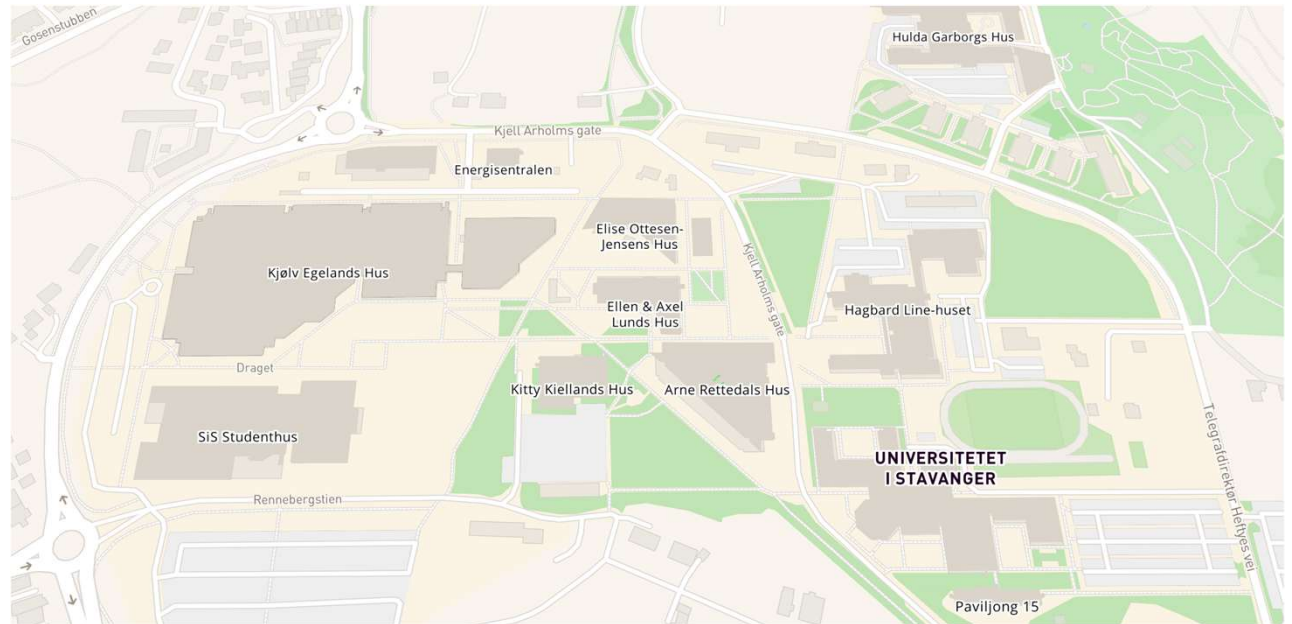 Gosenstubben
Hulda Garborgs Hus
Kjell Arholms gate
Energisentralen
Elise Ottesen-
Jensens Hus
Kjell Arholms gate
Kjølv Egelands Hus
Ellen & Axel
Lunds Hus
Hagbard Line-huset
Draget
Kitty Kiellands Hus
Arne Rettedals Hus
SiS Studenthus
UNIVERSITETET
I STAVANGER
Telegrafdirektør Heftyes vei
Rennebergstien
Paviljong 15